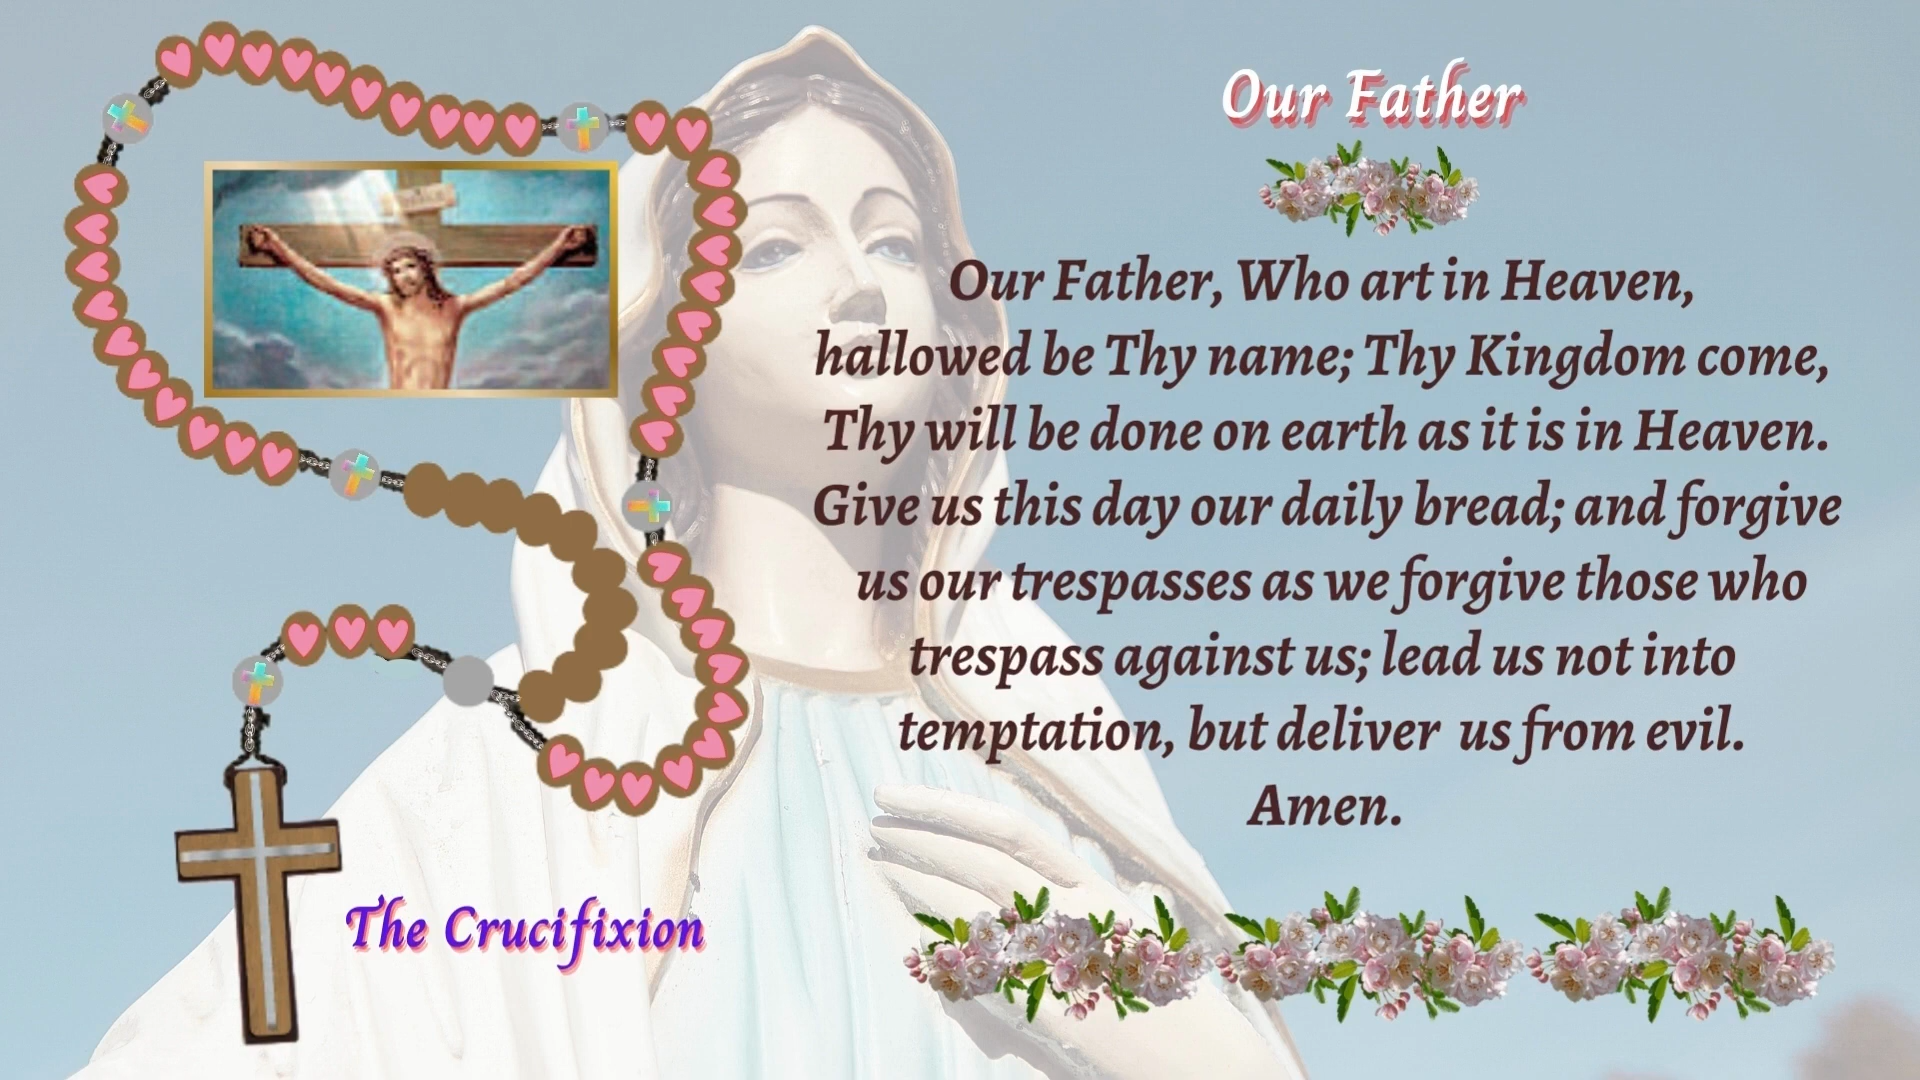 Our Father
Our Father, Who art in Heaven,
hallowed be Thy name; Thy Kingdom come,
Thy will be done on earth as it is in Heaven.
Give us this day our daily bread; and forgive
us our trespasses as we forgive those who
trespass against us; lead us not into
temptation, but deliver us from evil.
Amen.
The Crucifixion